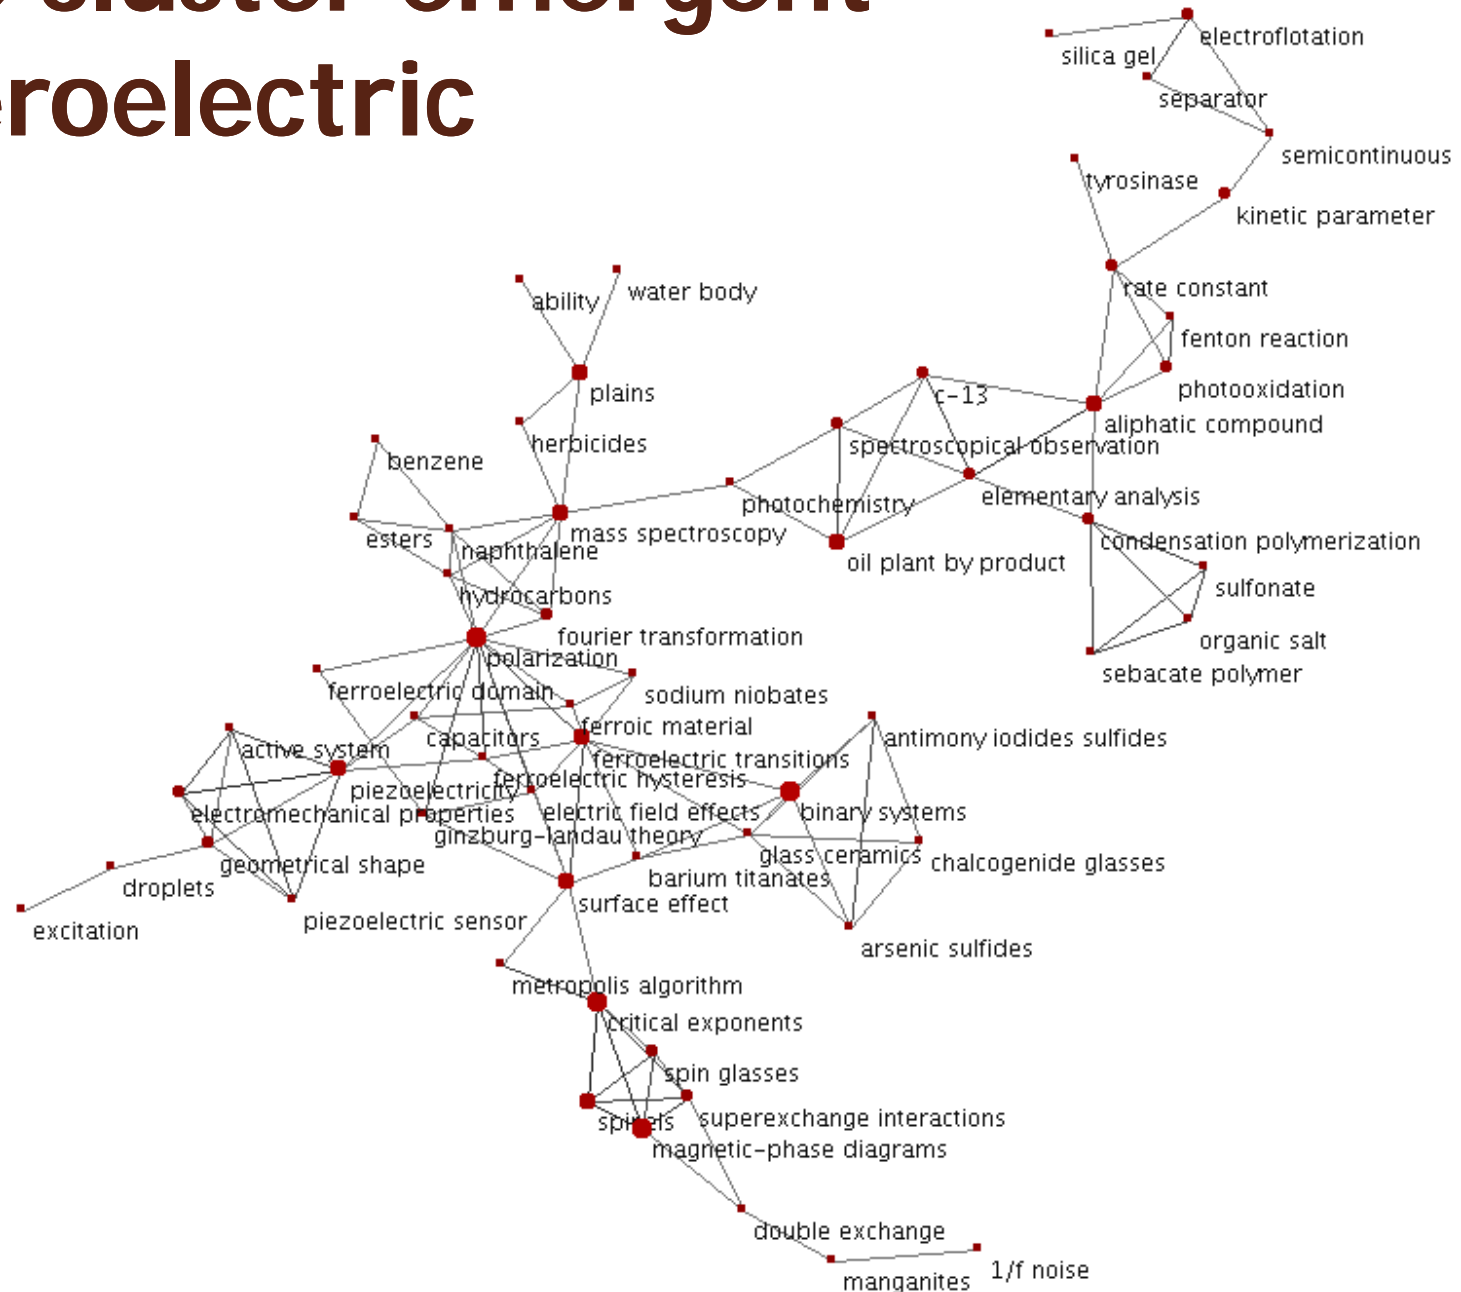 cluster emergent
eroelectric
electroflotation
silica gel
separator
semicontinuous
tyrosinase
kinetic parameter
rate constant
ability
water body
fenton reaction
plains
photooxidation
c-13
aliphatic compound
herbicides
spectroscopical observation
benzene
elementary analysis
photochemistry
mass spectroscopy
esters
condensation polymerization
naphthalene
oil plant by product
sulfonate
hydrocarbons
fourier transformation
organic salt
polarization
sebacate polymer
ferroelectric domain
sodium niobates
ferroic material
capacitors
antimony iodides sulfides
active system
ferroelectric transitions
ferroelectric hysteresis
piezoelectricity
electric field effects
binary systems
electromechanical properties
ginzburg-landau theory
glass ceramics
chalcogenide glasses
geometrical shape
barium titanates
droplets
surface effect
piezoelectric sensor
excitation
arsenic sulfides
metropolis algorithm
critical exponents
spin glasses
superexchange interactions
spinels
magnetic-phase diagrams
double exchange
1/f noise
manganites